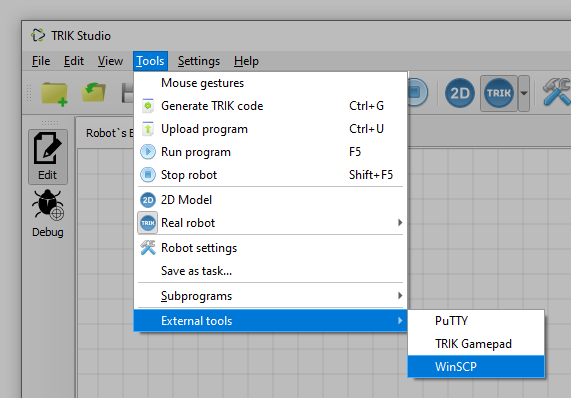 TRIK Studio
File Edit View Tools Settings Help
2D TRIK
Mouse gestures
Generate TRIK code Ctrl+G
Upload program Ctrl+U
Run program F5
Stop robot Shift+F5
2D 2D Model
TRIK Real robot
Robot settings
Save as task...
Subprograms
External tools
Edit
Debug
Robot`s B
PuTTY
TRIK Gamepad
WinSCP